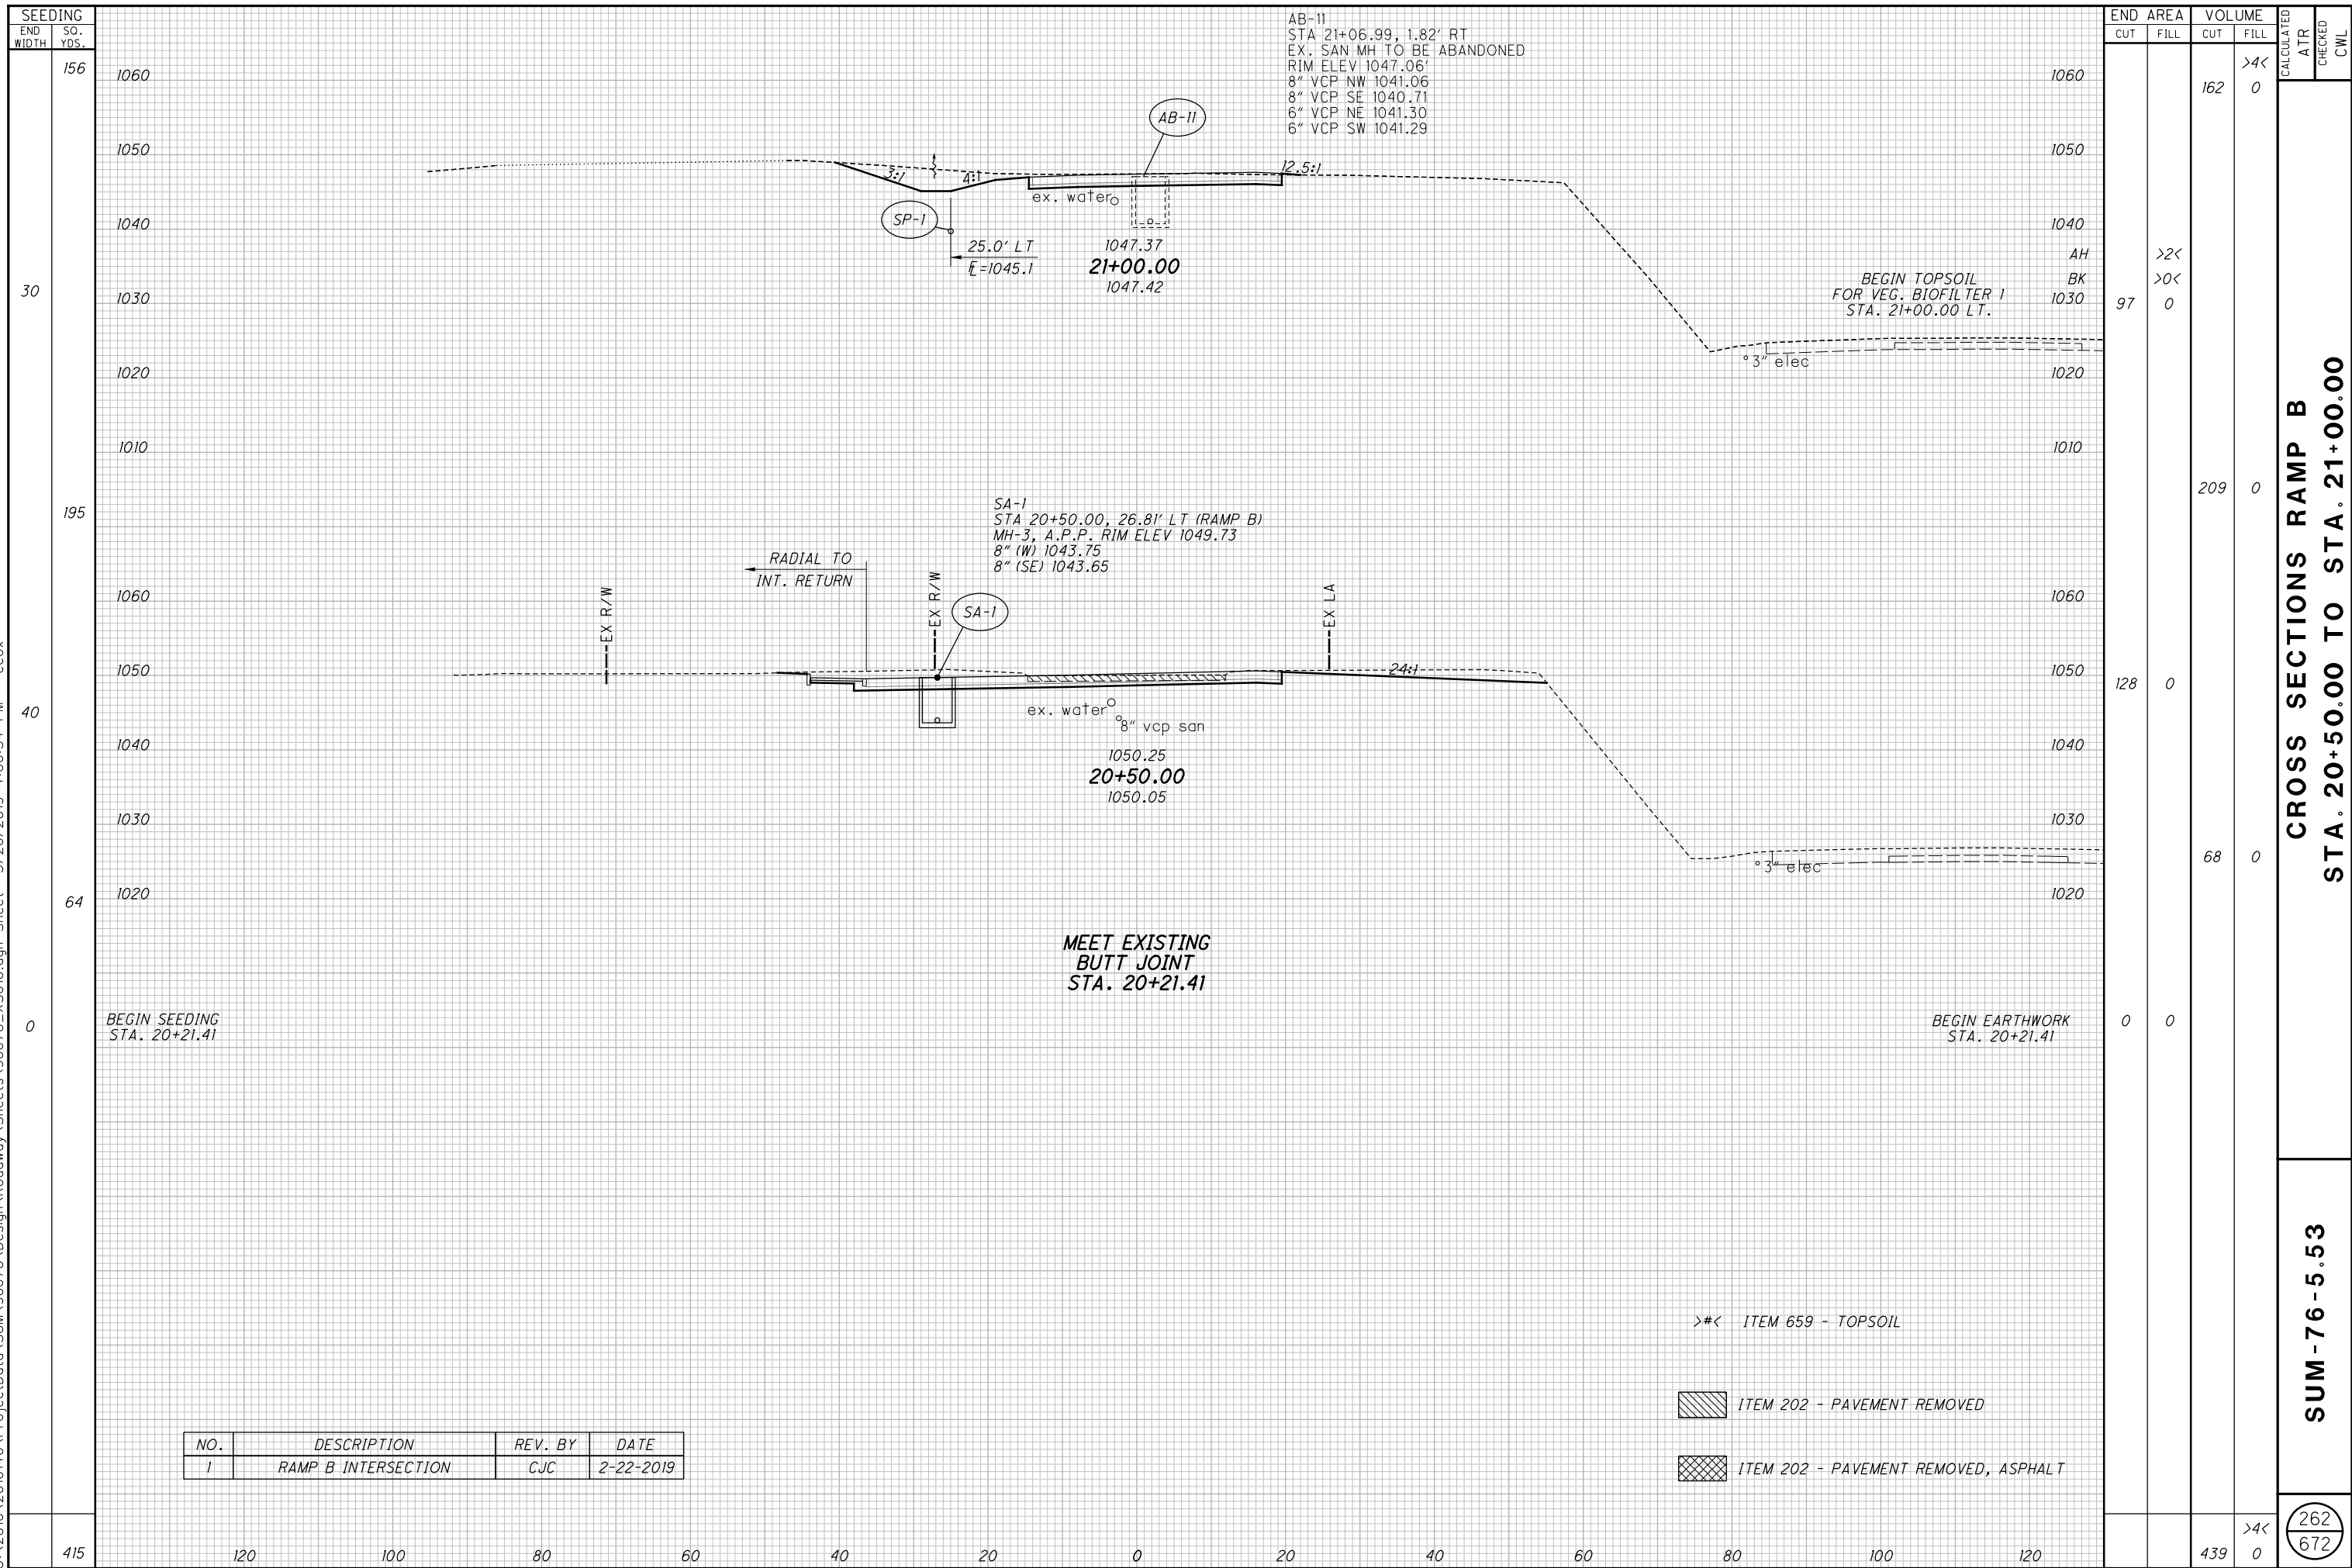 SEEDING
END WIDTH
SQ. YDS.
END AREA
VOLUME
CUT
FILL
CUT
FILL
CALCULATED
ATR
CHECKED
CWL
156
>4<
162
0
AB-11
STA 21+06.99, 1.82' RT
EX. SAN MH TO BE ABANDONED
RIM ELEV 1047.06'
8" VCP NW 1041.06
8" VCP SE 1040.71
6" VCP NE 1041.30
6" VCP SW 1041.29
1060
1060
AB-11
1050
1050
3:1
4:1
12.5:1
ex. water
SP-1
1040
1040
25.0' LT
=1045.1
1047.37
21+00.00
1047.42
AH
>2<
BK
>0<
BEGIN TOPSOIL
FOR VEG. BIOFILTER 1
STA. 21+00.00 LT.
30
1030
1030
97
0
3" elec
1020
1020
1010
1010
195
209
0
SA-1
STA 20+50.00, 26.81' LT (RAMP B)
MH-3, A.P.P. RIM ELEV 1049.73
8" (W) 1043.75
8" (SE) 1043.65
RADIAL TO
INT. RETURN
EX R/W
EX R/W
EX LA
SA-1
1060
1060
1050
1050
24:1
128
0
40
ex. water
8" vcp san
1040
1040
1050.25
20+50.00
1050.05
1030
1030
3" elec
68
0
64
1020
1020
MEET EXISTING
BUTT JOINT
STA. 20+21.41
0
BEGIN SEEDING
STA. 20+21.41
BEGIN EARTHWORK
STA. 20+21.41
0
0
CROSS SECTIONS RAMP B
STA. 20+50.00 TO STA. 21+00.00
>#< ITEM 659 - TOPSOIL
ITEM 202 - PAVEMENT REMOVED
ITEM 202 - PAVEMENT REMOVED, ASPHALT
NO. DESCRIPTION REV. BY DATE
1 RAMP B INTERSECTION CJC 2-22-2019
SUM-76-5.53
262
672
415
120 100 80 60 40 20 0 20 40 60 80 100 120
>4<
439
0